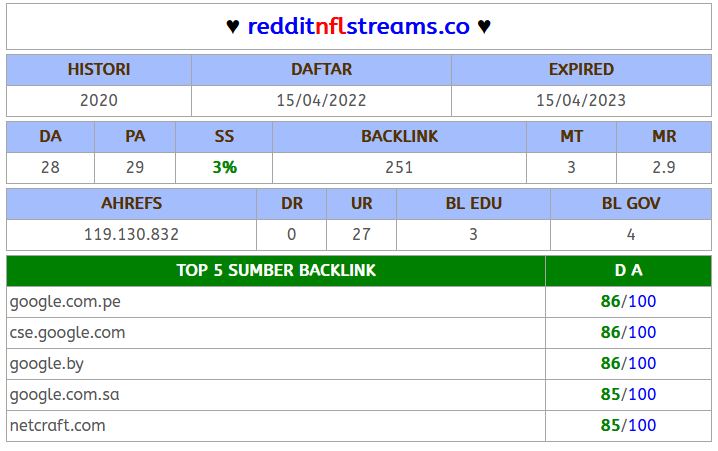 ♥ redditnflstreams.co ♥
HISTORI DAFTAR EXPIRED
2020 15/04/2022 15/04/2023
DA PA SS BACKLINK MT MR
28 29 3% 251 3 2.9
AHREFS DR UR BL EDU BL GOV
119.130.832 0 27 3 4
TOP 5 SUMBER BACKLINK D A
google.com.pe 86/100
cse.google.com 86/100
google.by 86/100
google.com.sa 85/100
netcraft.com 85/100